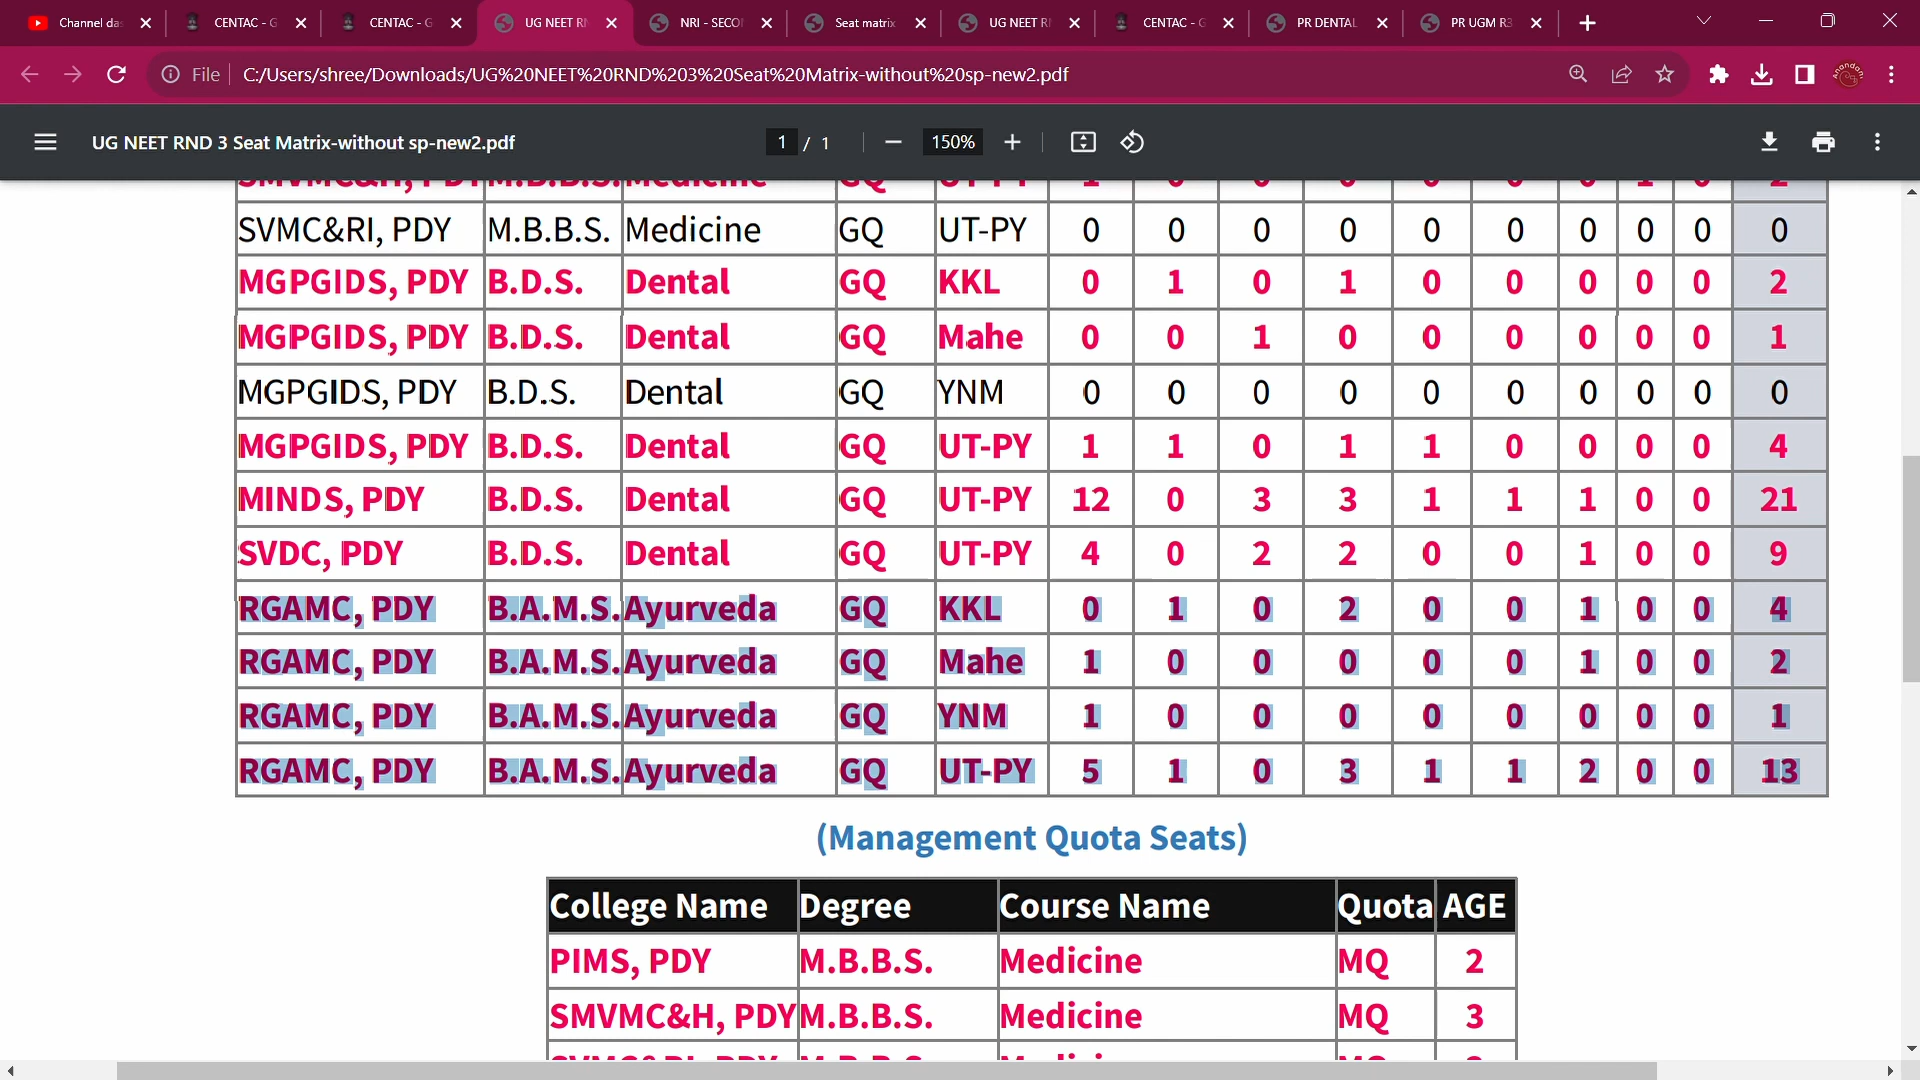 Channel da
CENTAC - G
CENTAC - G
UG NEET RN
NRI - SECO
Seat matrix
UG NEET R
CENTAC - G
PR DENTAL
PR UGM R3
File C:/Users/shree/Downloads/UG%20NEET%20RND%203%20Seat%20Matrix-without%20sp-new2.pdf
UG NEET RND 3 Seat Matrix-without sp-new2.pdf 1 / 1 150%
SVMC&RI, PDY M.B.B.S. Medicine GQ UT-PY 0 0 0 0 0 0 0 0 0 0
MGPGIDS, PDY B.D.S. Dental GQ KKL 0 1 0 1 0 0 0 0 0 2
MGPGIDS, PDY B.D.S. Dental GQ Mahe 0 0 1 0 0 0 0 0 0 1
MGPGIDS, PDY B.D.S. Dental GQ YNM 0 0 0 0 0 0 0 0 0 0
MGPGIDS, PDY B.D.S. Dental GQ UT-PY 1 1 0 1 1 0 0 0 0 4
MINDS, PDY B.D.S. Dental GQ UT-PY 12 0 3 3 1 1 1 0 0 21
SVDC, PDY B.D.S. Dental GQ UT-PY 4 0 2 2 0 0 1 0 0 9
RGAMC, PDY B.A.M.S. Ayurveda GQ KKL 0 1 0 2 0 0 1 0 0 4
RGAMC, PDY B.A.M.S. Ayurveda GQ Mahe 1 0 0 0 0 0 1 0 0 2
RGAMC, PDY B.A.M.S. Ayurveda GQ YNM 1 0 0 0 0 0 0 0 0 1
RGAMC, PDY B.A.M.S. Ayurveda GQ UT-PY 5 1 0 3 1 1 2 0 0 13
(Management Quota Seats)
College Name Degree Course Name Quota AGE
PIMS, PDY M.B.B.S. Medicine MQ 2
SMVMC&H, PDY M.B.B.S. Medicine MQ 3